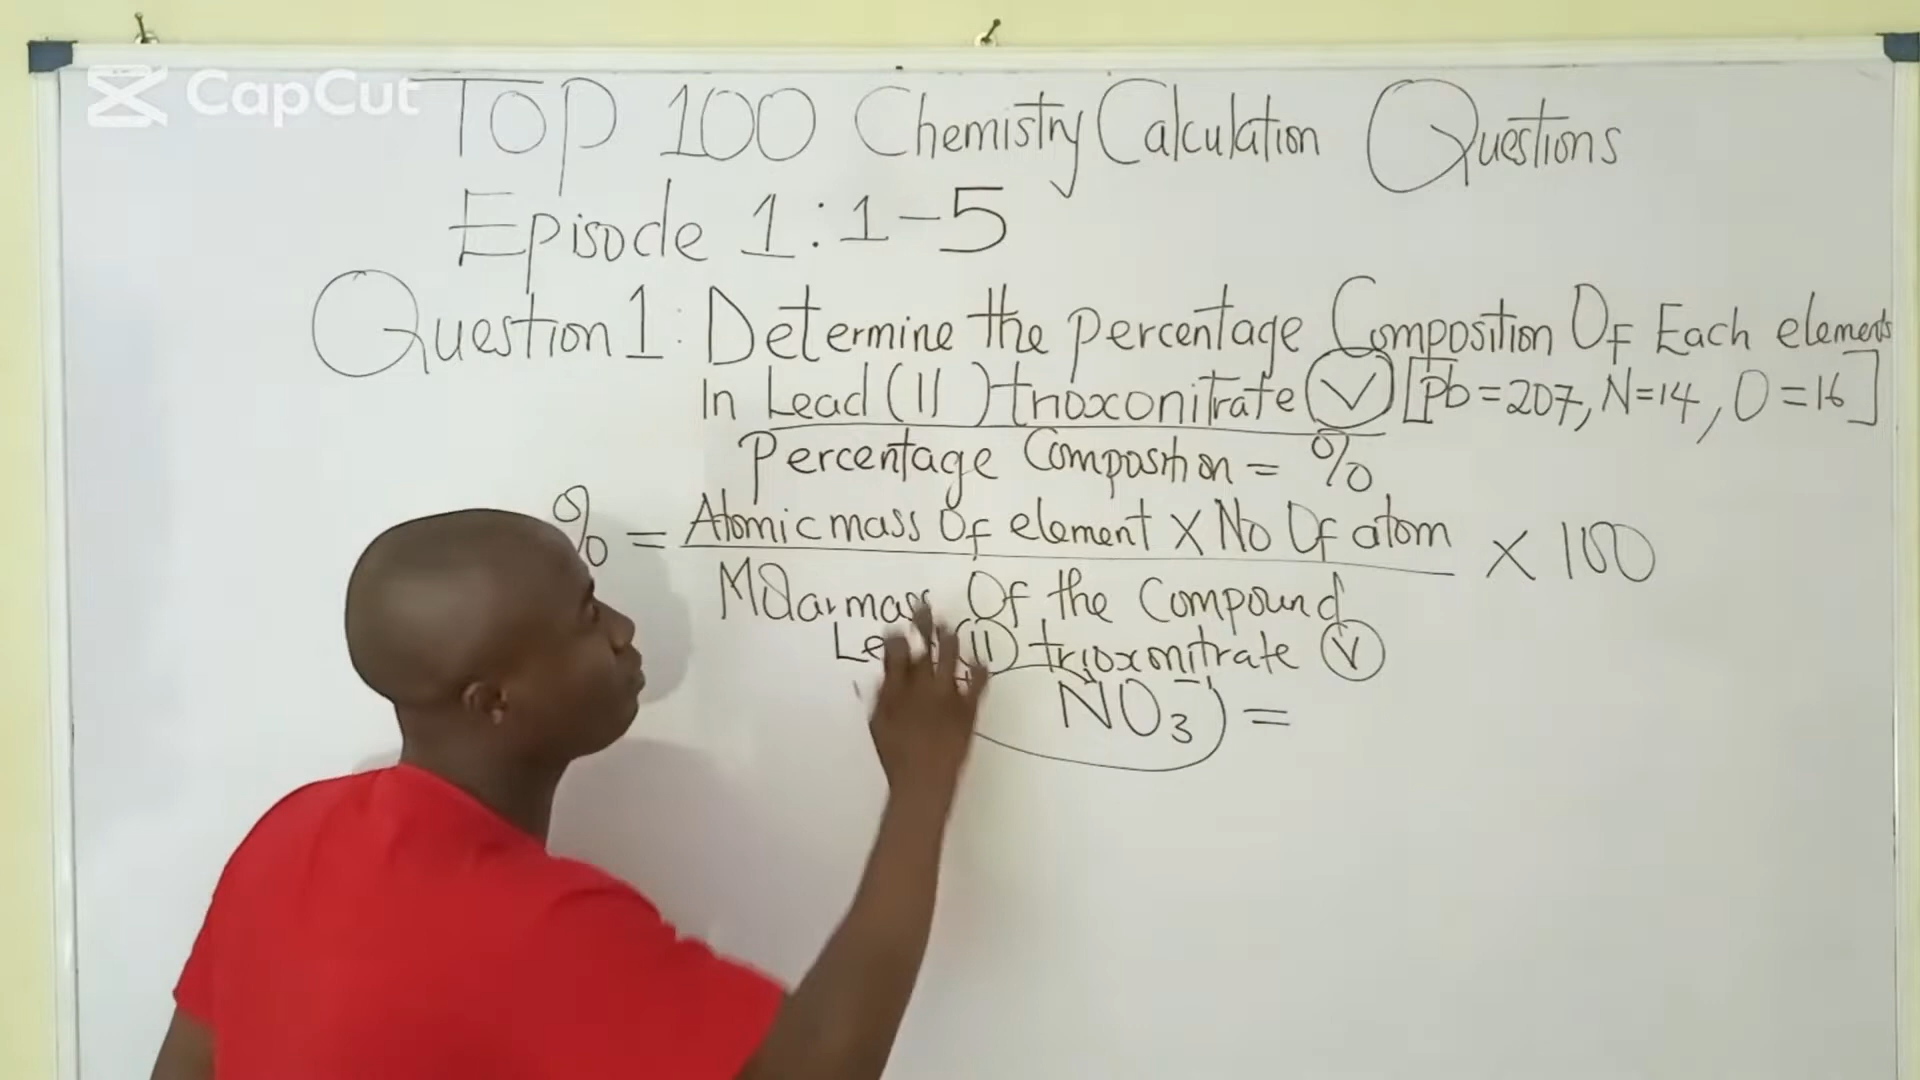 CapCut
TOP 100 Chemistry Calculation Questions
Episode 1:1-5
Question 1: Determine the percentage Composition Of Each elements
In Lead (II) trioxonitrate (V) [Pb=207, N=14, O=16]
Percentage Composition = %
% = Atomic mass Of element X No Of atom X 100
Molar mass Of the Compound
(II) trioxonitrate (V)
NO₃⁻) =